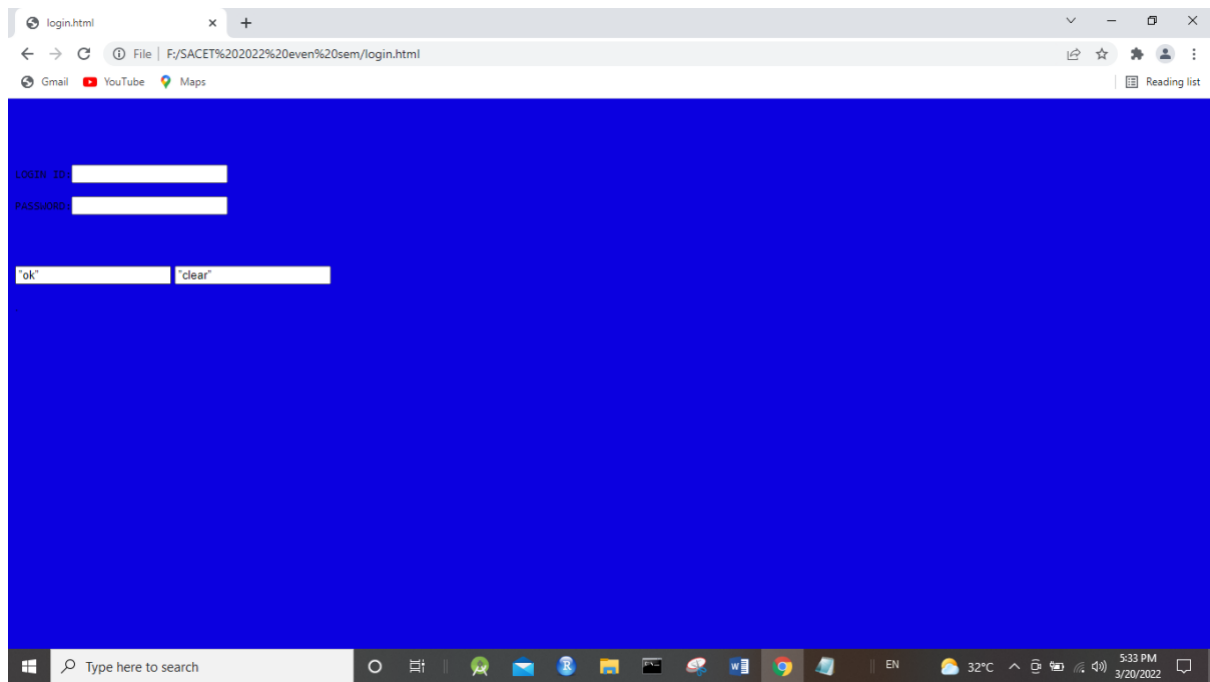 login.html
File | F:/SACET%202022%20even%20sem/login.html
Gmail YouTube Maps Reading list
LOGIN ID:
PASSWORD:
"ok" "clear"
Type here to search EN 32°C 5:33 PM
3/20/2022